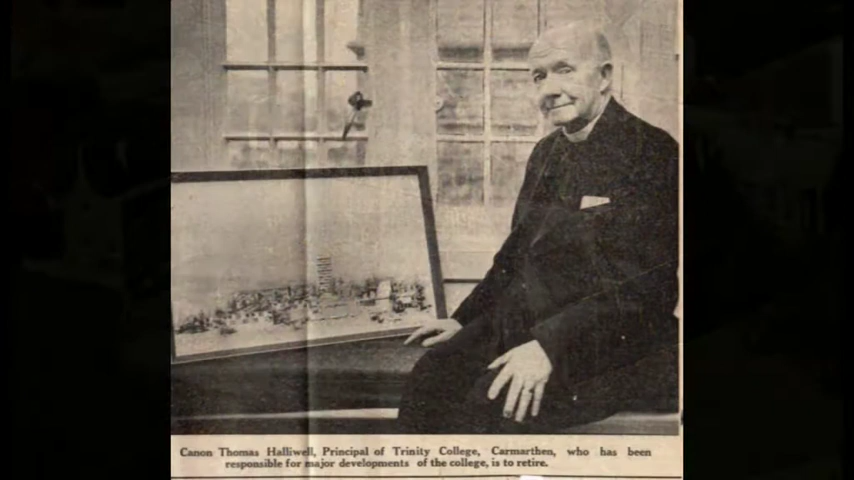 Canon Thomas Halliwell, Principal of Trinity College, Carmarthen, who has been
responsible for major developments of the college, is to retire.